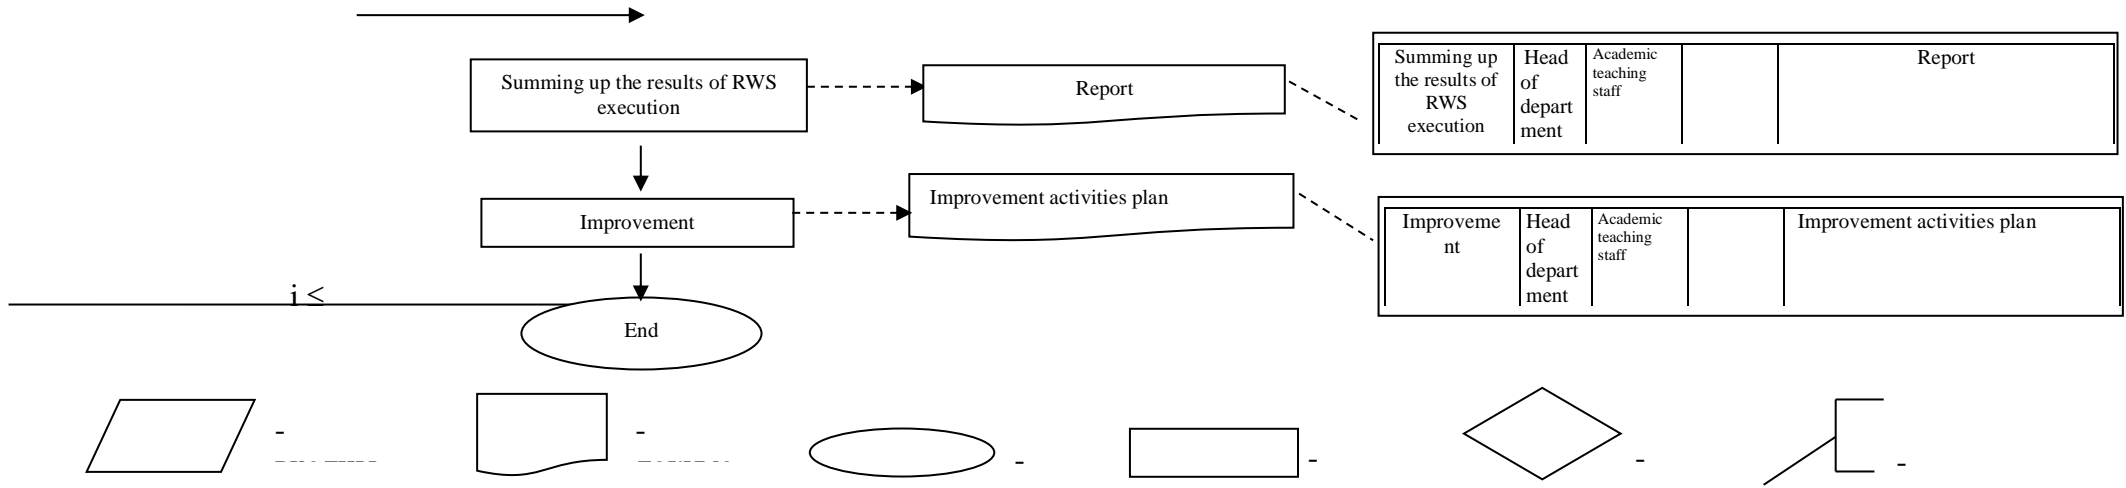 Summing up the results of RWS
execution
Report
Summing up
the results of
RWS
execution
Head
of
depart
ment
Academic
teaching
staff
Report
Improvement
Improvement activities plan
Improveme
nt
Head
of
depart
ment
Academic
teaching
staff
Improvement activities plan
i ≤
End
-
-
-
-
-
-